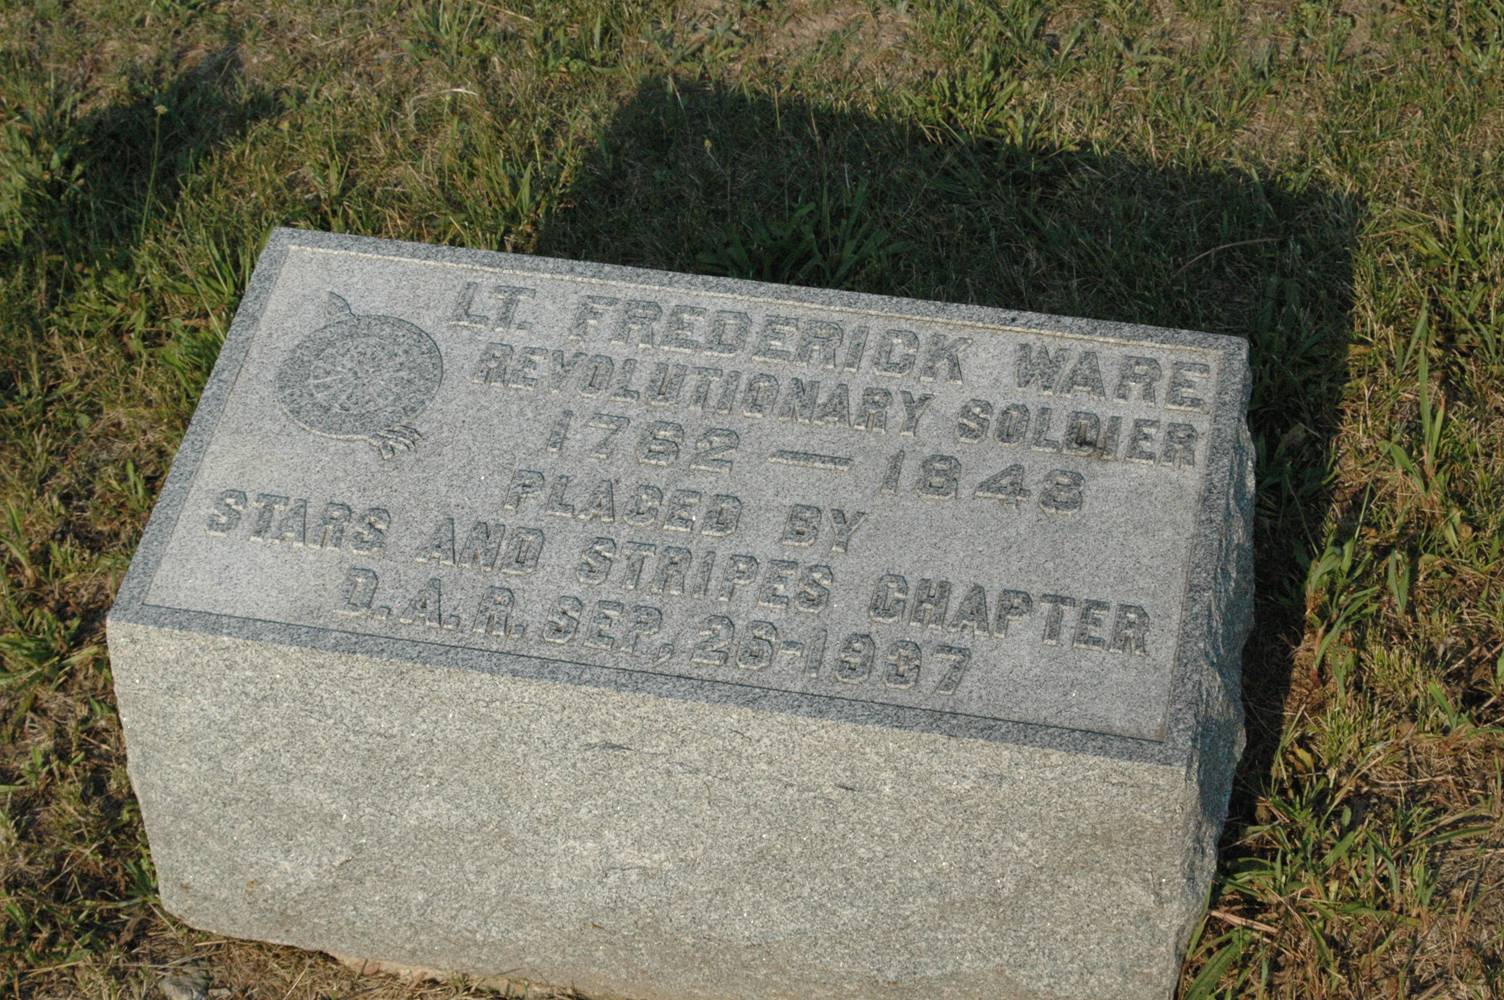 LT. FREDERICK WARE
REVOLUTIONARY SOLDIER
1762 — 1848
PLACED BY
STARS AND STRIPES CHAPTER
D.A.R. SEP, 26-1937